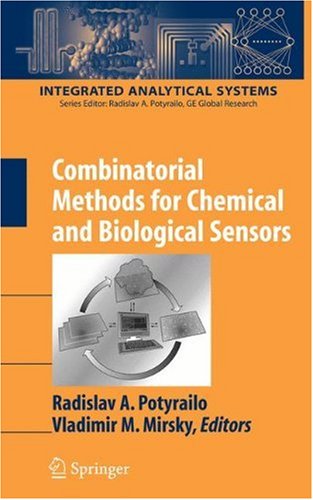 INTEGRATED ANALYTICAL SYSTEMS
Series Editor: Radislav A. Potyrailo, GE Global Research
Combinatorial
Methods for Chemical
and Biological Sensors
Radislav A. Potyrailo
Vladimir M. Mirsky, Editors
Springer